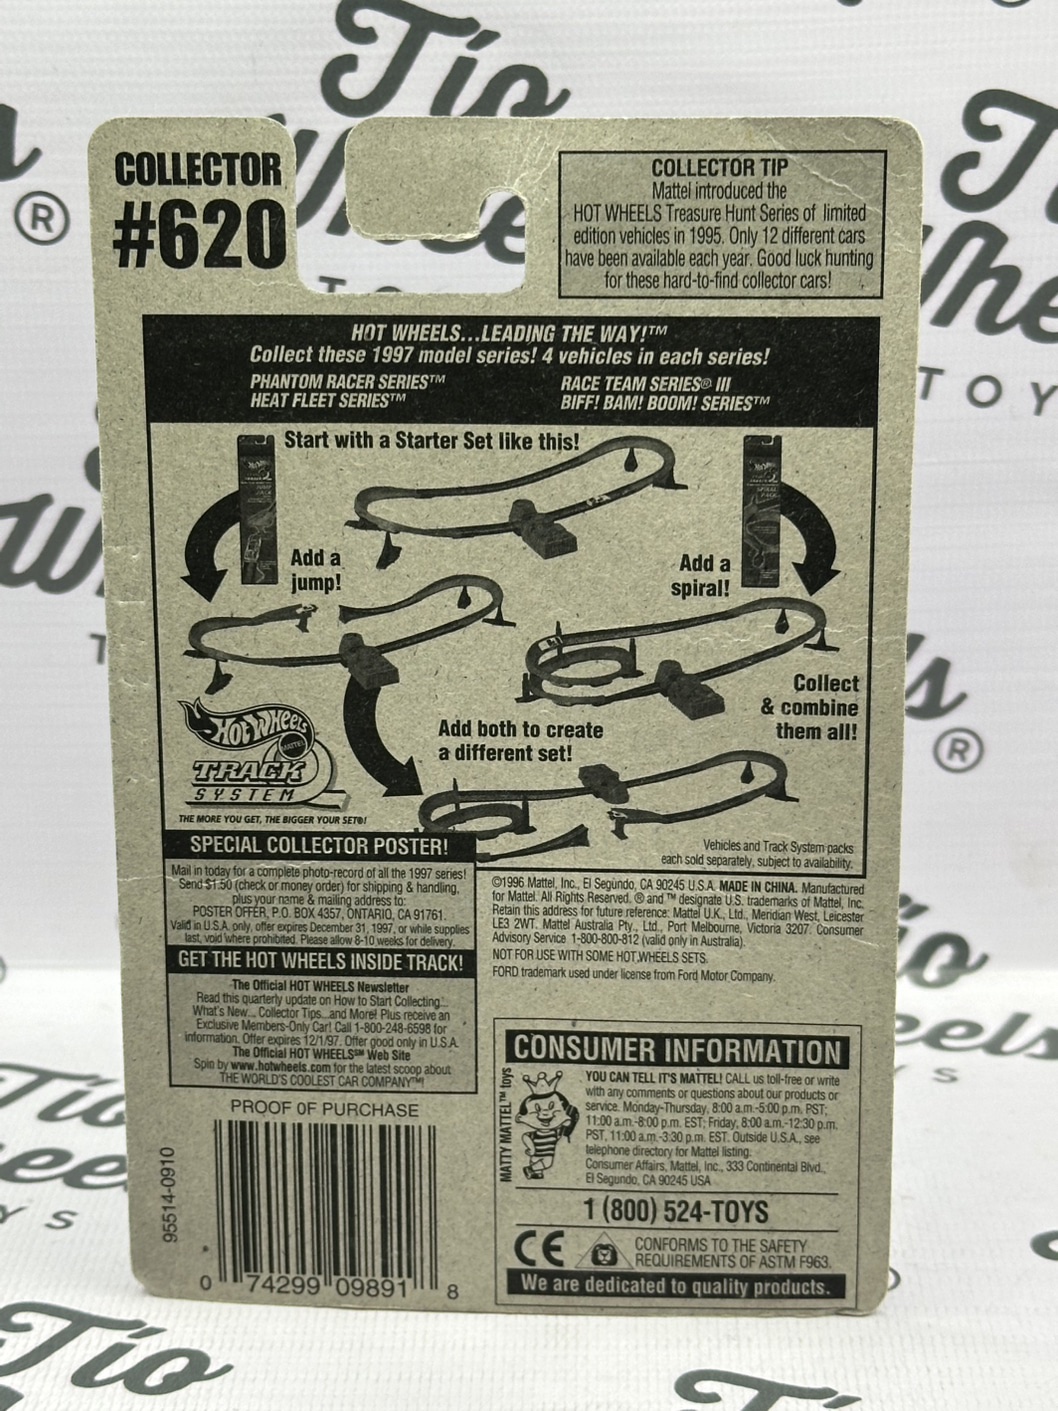 Tío
Wheels
®
TOYS
COLLECTOR
#620
COLLECTOR TIP
Mattel introduced the
HOT WHEELS Treasure Hunt Series of limited
edition vehicles in 1995. Only 12 different cars
have been available each year. Good luck hunting
for these hard-to-find collector cars!
HOT WHEELS...LEADING THE WAY!™
Collect these 1997 model series! 4 vehicles in each series!
PHANTOM RACER SERIES™
HEAT FLEET SERIES™
RACE TEAM SERIES® III
BIFF! BAM! BOOM! SERIES™
Start with a Starter Set like this!
Add a
jump!
Add a
spiral!
Collect
& combine
them all!
Add both to create
a different set!
HOT WHEELS
MATTEL
TRACK
SYSTEM
THE MORE YOU GET, THE BIGGER YOUR SET®!
Vehicles and Track System packs
each sold separately, subject to availability.
SPECIAL COLLECTOR POSTER!
Mail in today for a complete photo-record of all the 1997 series!
Send $1.50 (check or money order) for shipping & handling,
plus your name & mailing address to:
POSTER OFFER, P.O. BOX 4357, ONTARIO, CA 91761.
Valid in U.S.A. only, offer expires December 31, 1997, or while supplies
last, void where prohibited. Please allow 8-10 weeks for delivery.
GET THE HOT WHEELS INSIDE TRACK!
The Official HOT WHEELS Newsletter
Read this quarterly update on How to Start Collecting...
What's New... Collector Tips...and More! Plus receive an
Exclusive Members-Only Car! Call 1-800-248-6598 for
information. Offer expires 12/1/97. Offer good only in U.S.A.
The Official HOT WHEELS℠ Web Site
Spin by www.hotwheels.com for the latest scoop about
THE WORLD'S COOLEST CAR COMPANY™!
©1996 Mattel, Inc., El Segundo, CA 90245 U.S.A. MADE IN CHINA. Manufactured
for Mattel. All Rights Reserved. ® and ™ designate U.S. trademarks of Mattel, Inc.
Retain this address for future reference: Mattel U.K., Ltd., Meridian West, Leicester
LE3 2WT. Mattel Australia Pty., Ltd., Port Melbourne, Victoria 3207. Consumer
Advisory Service 1-800-800-812 (valid only in Australia).
NOT FOR USE WITH SOME HOT WHEELS SETS.
FORD trademark used under license from Ford Motor Company.
PROOF OF PURCHASE
95514-0910
0 74299 09891 8
CONSUMER INFORMATION
MATTY MATTEL™ toys
YOU CAN TELL IT'S MATTEL! CALL us toll-free or write
with any comments or questions about our products or
service. Monday-Thursday, 8:00 a.m.-5:00 p.m. PST;
11:00 a.m.-8:00 p.m. EST; Friday, 8:00 a.m.-12:30 p.m.
PST, 11:00 a.m.-3:30 p.m. EST. Outside U.S.A., see
telephone directory for Mattel listing.
Consumer Affairs, Mattel, Inc., 333 Continental Blvd.,
El Segundo, CA 90245 USA
1 (800) 524-TOYS
CE
CONFORMS TO THE SAFETY
REQUIREMENTS OF ASTM F963.
We are dedicated to quality products.